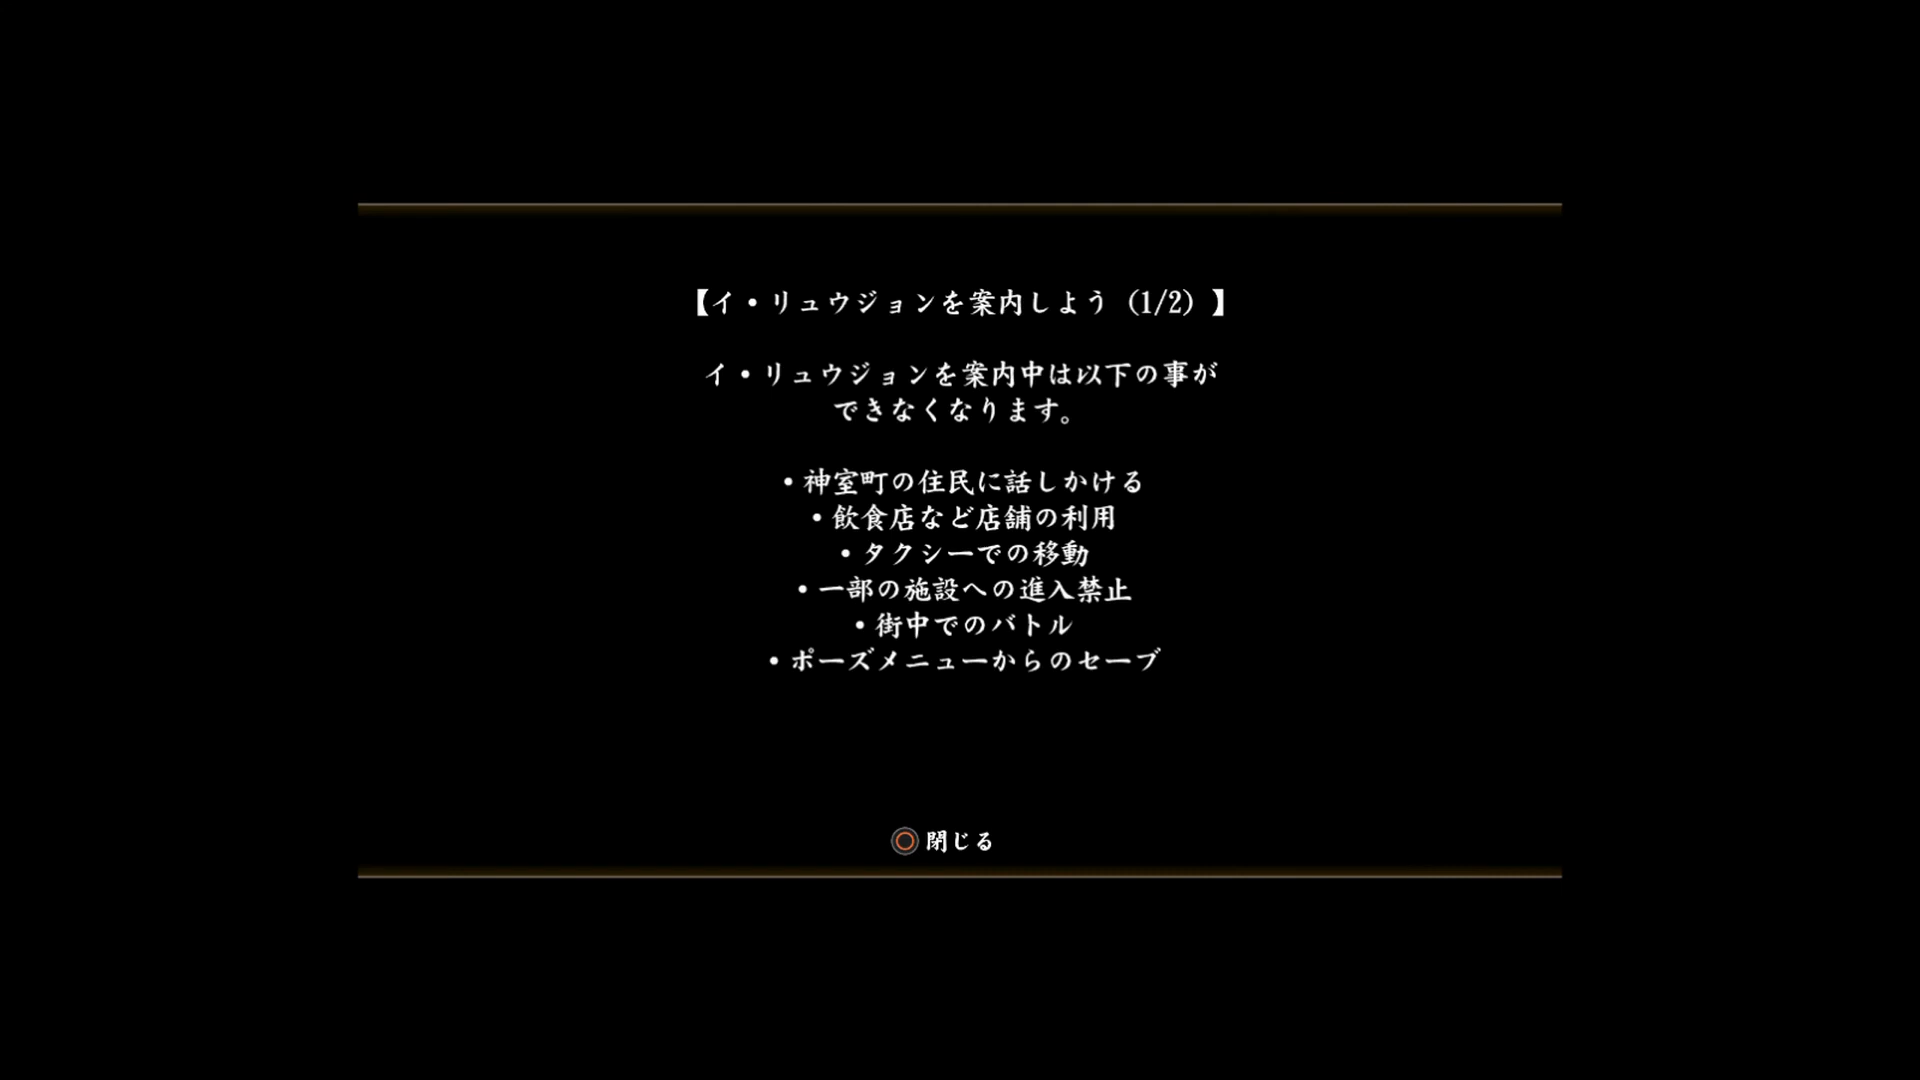 【イ・リュウジョンを案内しよう（1/2）】
イ・リュウジョンを案内中は以下の事が
できなくなります。
・神室町の住民に話しかける
・飲食店など店舗の利用
・タクシーでの移動
・一部の施設への進入禁止
・街中でのバトル
・ポーズメニューからのセーブ
閉じる